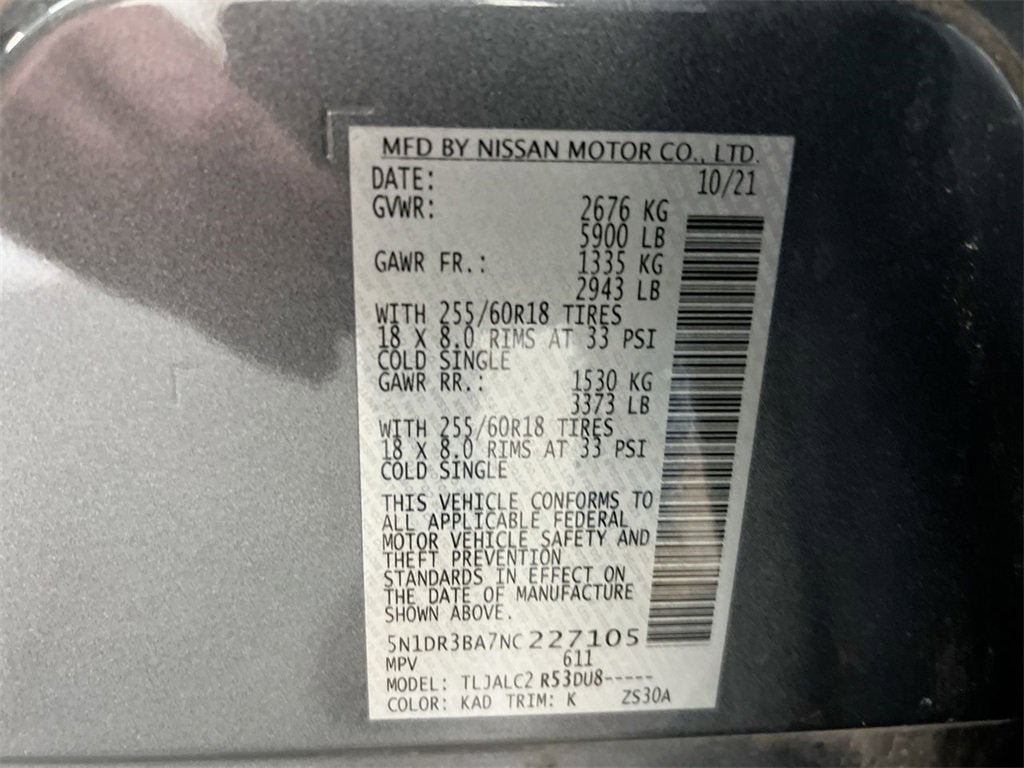 MFD BY NISSAN MOTOR CO., LTD.
DATE: 10/21
GVWR: 2676 KG
5900 LB
GAWR FR.: 1335 KG
2943 LB
WITH 255/60R18 TIRES
18 X 8.0 RIMS AT 33 PSI
COLD SINGLE
GAWR RR.: 1530 KG
3373 LB
WITH 255/60R18 TIRES
18 X 8.0 RIMS AT 33 PSI
COLD SINGLE
THIS VEHICLE CONFORMS TO
ALL APPLICABLE FEDERAL
MOTOR VEHICLE SAFETY AND
THEFT PREVENTION
STANDARDS IN EFFECT ON
THE DATE OF MANUFACTURE
SHOWN ABOVE.
5N1DR3BA7NC227105
MPV 611
MODEL: TLJALC2 R53DU8-----
COLOR: KAD TRIM: K ZS30A